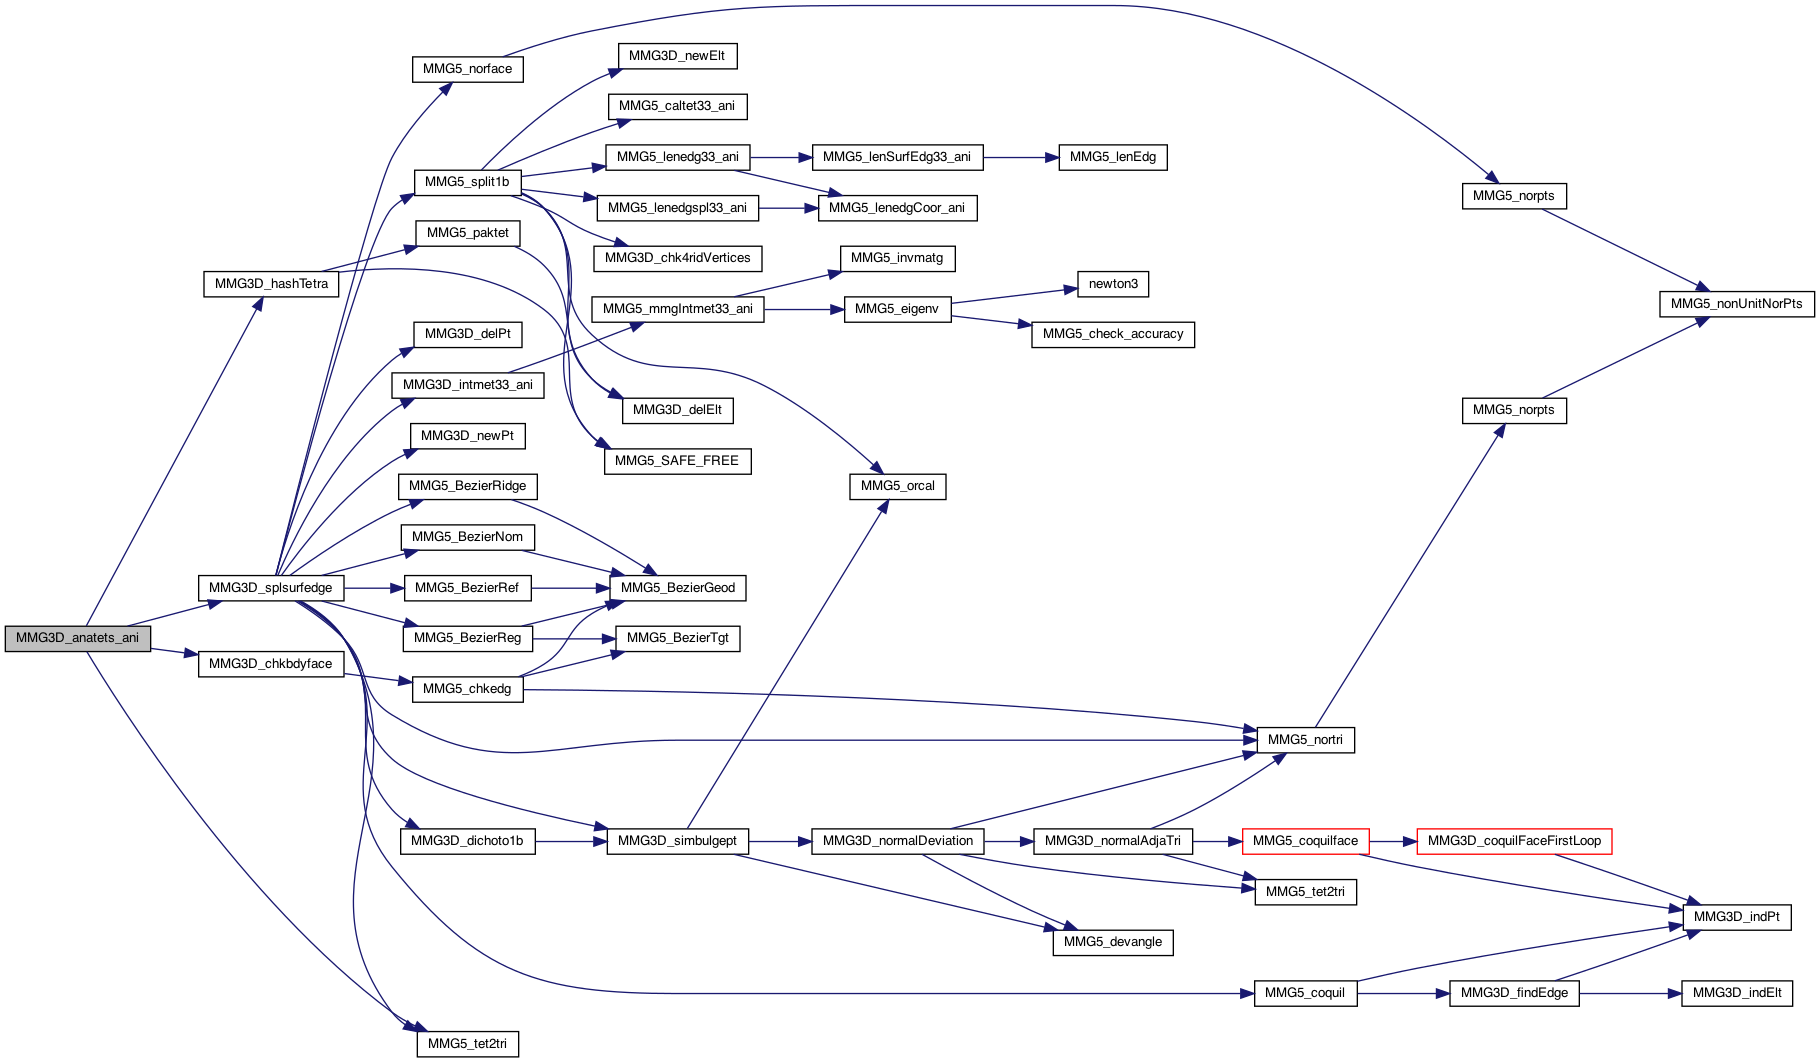 MMG3D_newElt
MMG5_norface
MMG5_caltet33_ani
MMG5_lenedg33_ani
MMG5_lenSurfEdg33_ani
MMG5_lenEdg
MMG5_split1b
MMG5_norpts
MMG5_lenedgspl33_ani
MMG5_lenedgCoor_ani
MMG5_paktet
MMG3D_chk4ridVertices
MMG5_invmatg
MMG3D_hashTetra
newton3
MMG5_mmgIntmet33_ani
MMG5_eigenv
MMG5_nonUnitNorPts
MMG3D_delPt
MMG5_check_accuracy
MMG3D_intmet33_ani
MMG3D_delElt
MMG5_norpts
MMG3D_newPt
MMG5_SAFE_FREE
MMG5_BezierRidge
MMG5_orcal
MMG5_BezierNom
MMG3D_splsurfedge
MMG5_BezierRef
MMG5_BezierGeod
MMG3D_anatets_ani
MMG5_BezierReg
MMG5_BezierTgt
MMG3D_chkbdyface
MMG5_chkedg
MMG5_nortri
MMG3D_dichoto1b
MMG3D_simbulgept
MMG3D_normalDeviation
MMG3D_normalAdjaTri
MMG5_coquilface
MMG3D_coquilFaceFirstLoop
MMG5_tet2tri
MMG3D_indPt
MMG5_devangle
MMG5_coquil
MMG3D_findEdge
MMG3D_indElt
MMG5_tet2tri